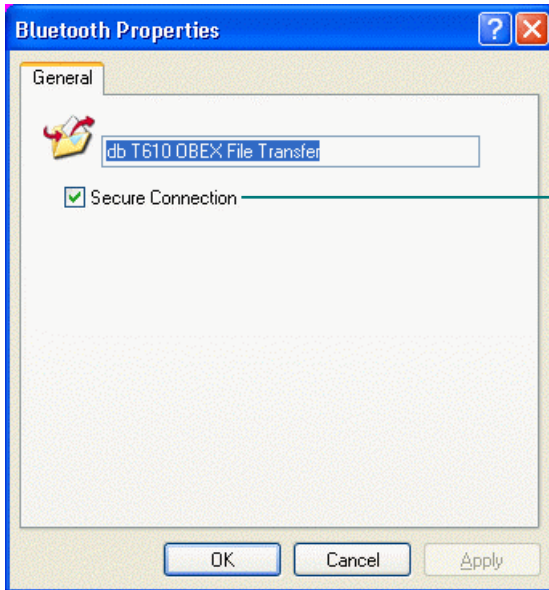 Bluetooth Properties
General
db T610 OBEX File Transfer
Secure Connection
OK Cancel Apply